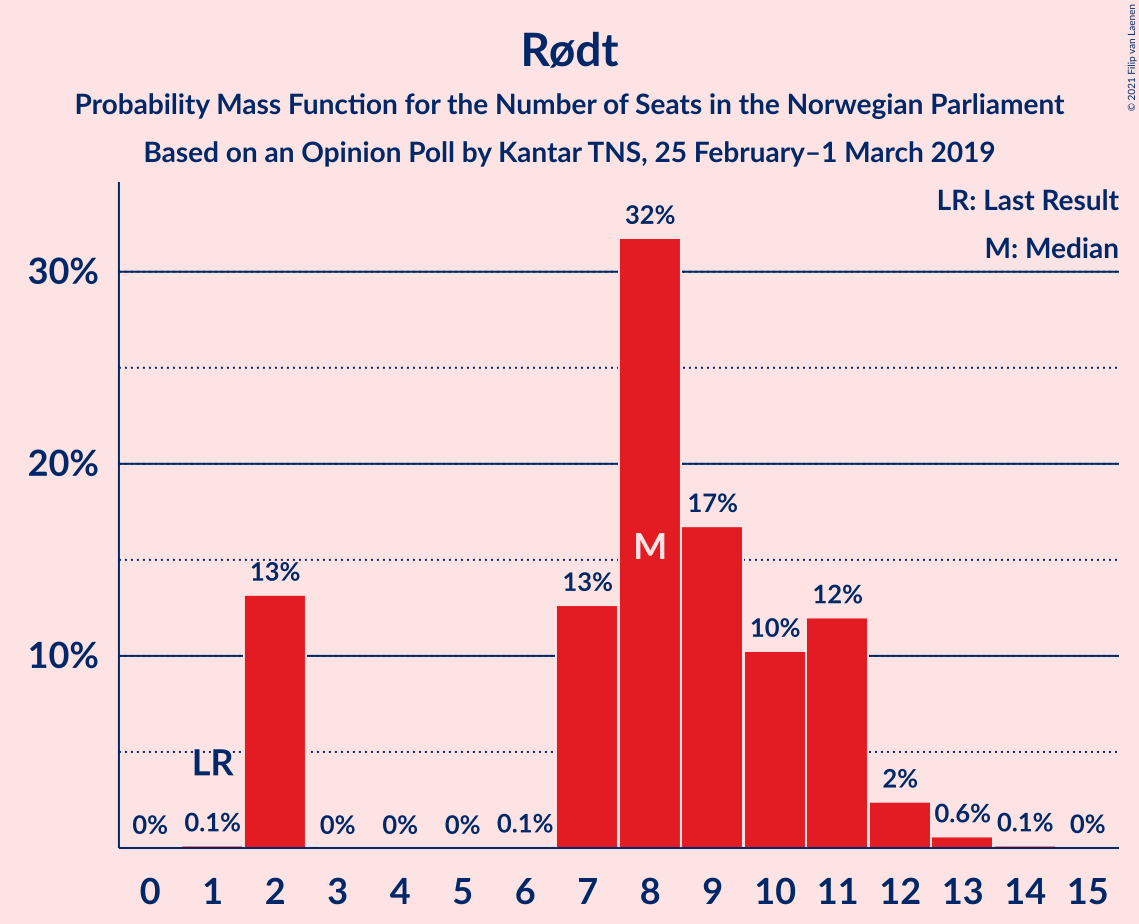 Rødt
Probability Mass Function for the Number of Seats in the Norwegian Parliament
Based on an Opinion Poll by Kantar TNS, 25 February–1 March 2019
© 2021 Filip van Laenen
LR: Last Result
M: Median
30%
20%
10%
0%
0.1%
13%
0%
0%
0%
0.1%
13%
32%
17%
10%
12%
2%
0.6%
0.1%
0%
LR
M
0 1 2 3 4 5 6 7 8 9 10 11 12 13 14 15